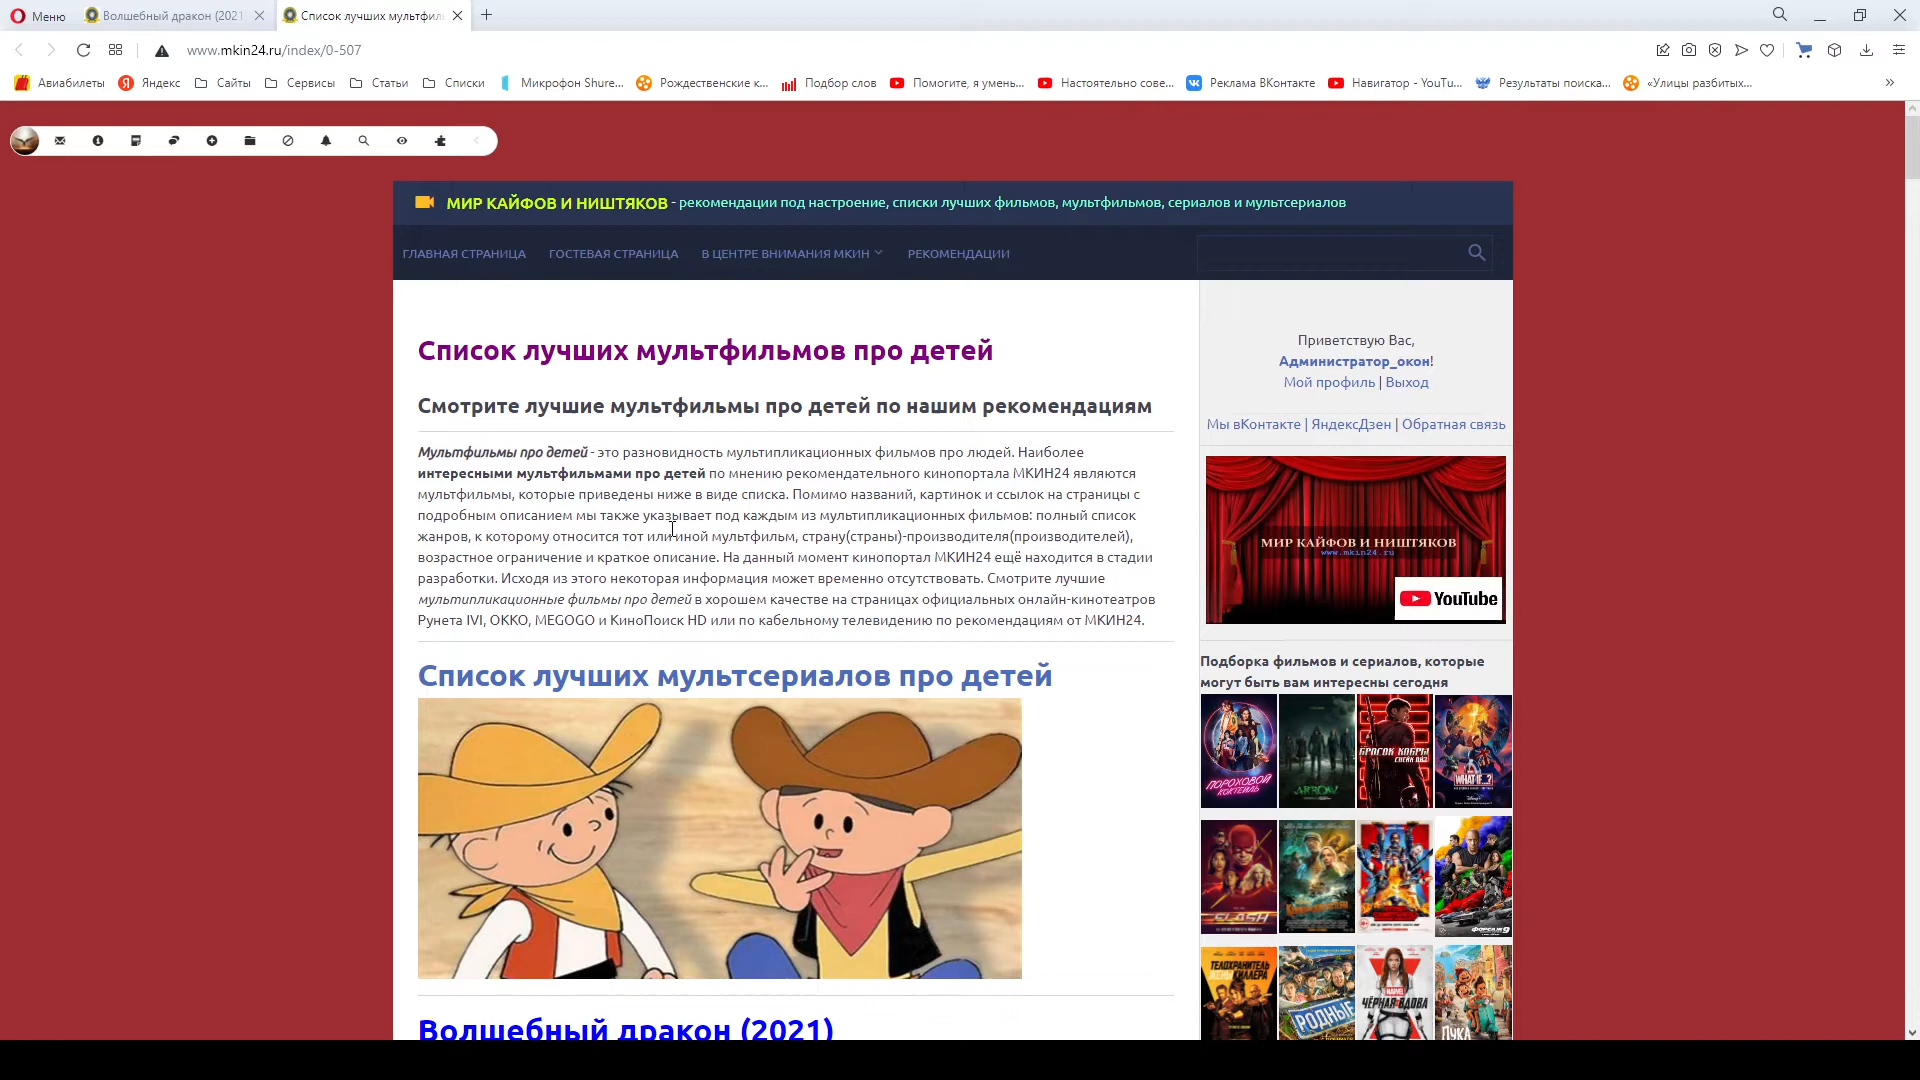 Меню
Волшебный дракон (2021
Список лучших мультфил
www.mkin24.ru/index/0-507
Авиабилеты
Яндекс
Сайты
Сервисы
Статьи
Списки
Микрофон Shure...
Рождественские к...
Подбор слов
Помогите, я умень...
Настоятельно сове...
Реклама ВКонтакте
Навигатор - YouTu...
Результаты поиска...
«Улицы разбитых...
МИР КАЙФОВ И НИШТЯКОВ - рекомендации под настроение, списки лучших фильмов, мультфильмов, сериалов и мультсериалов
ГЛАВНАЯ СТРАНИЦА
ГОСТЕВАЯ СТРАНИЦА
В ЦЕНТРЕ ВНИМАНИЯ МКИН
РЕКОМЕНДАЦИИ
Список лучших мультфильмов про детей
Смотрите лучшие мультфильмы про детей по нашим рекомендациям
Мультфильмы про детей - это разновидность мультипликационных фильмов про людей. Наиболее
интересными мультфильмами про детей по мнению рекомендательного кинопортала МКИН24 являются
мультфильмы, которые приведены ниже в виде списка. Помимо названий, картинок и ссылок на страницы с
подробным описанием мы также указывает под каждым из мультипликационных фильмов: полный список
жанров, к которому относится тот или иной мультфильм, страну(страны)-производителя(производителей),
возрастное ограничение и краткое описание. На данный момент кинопортал МКИН24 ещё находится в стадии
разработки. Исходя из этого некоторая информация может временно отсутствовать. Смотрите лучшие
мультипликационные фильмы про детей в хорошем качестве на страницах официальных онлайн-кинотеатров
Рунета IVI, OKKO, MEGOGO и КиноПоиск HD или по кабельному телевидению по рекомендациям от МКИН24.
Список лучших мультсериалов про детей
Волшебный дракон (2021)
Приветствую Вас,
Администратор_окон!
Мой профиль | Выход
Мы вКонтакте | ЯндексДзен | Обратная связь
МИР КАЙФОВ И НИШТЯКОВ
www.mkin24.ru
YouTube
Подборка фильмов и сериалов, которые
могут быть вам интересны сегодня
ПОРОХОВОЙ
КОКТЕЙЛЬ
ARROW
БРОСОК КОБРЫ
WHAT IF...?
FLASH
ФОРСАЖ 9
ТЕЛОХРАНИТЕЛЬ
ЖЕНЫ КИЛЛЕРА
РОДНЫЕ
MARVEL
ЧЁРНАЯ ВДОВА
ЛУКА